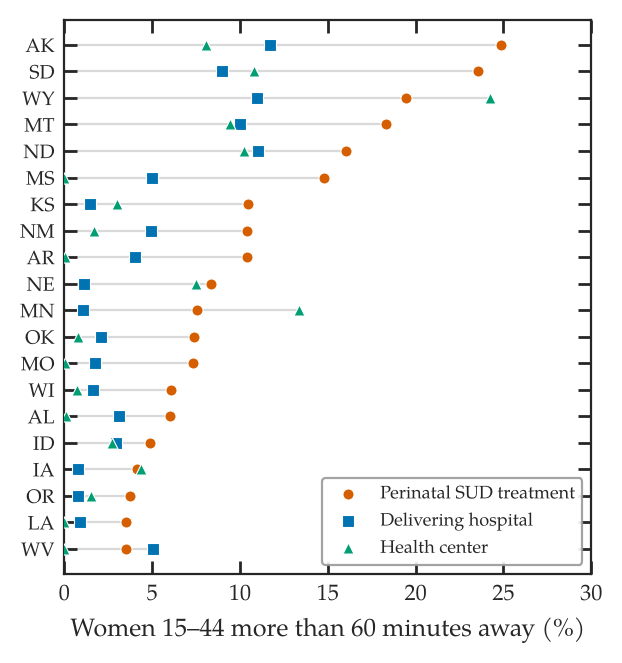 AK
SD
WY
MT
ND
MS
KS
NM
AR
NE
MN
OK
MO
WI
AL
ID
IA
OR
LA
WV
Perinatal SUD treatment
Delivering hospital
Health center
0 5 10 15 20 25 30
Women 15–44 more than 60 minutes away (%)